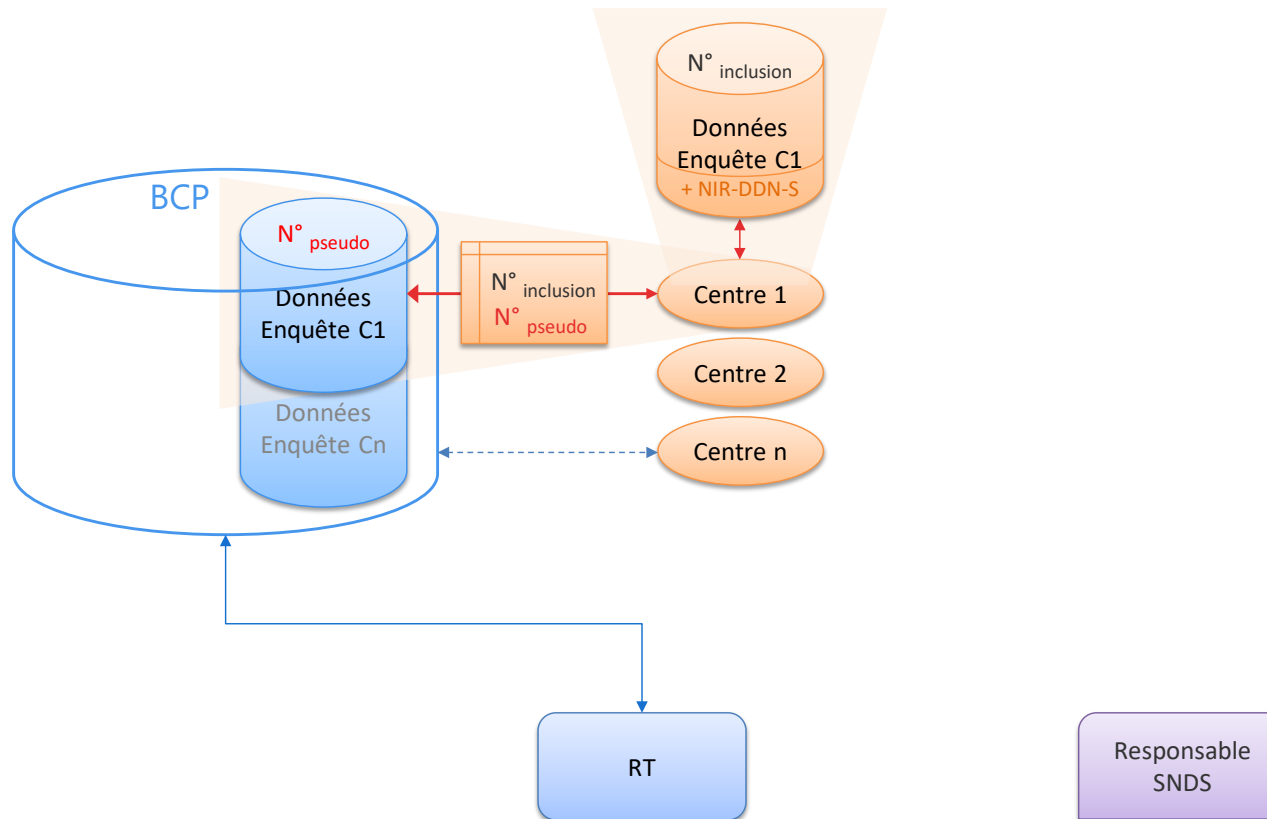 N° inclusion
Données
Enquête C1
+ NIR-DDN-S
BCP
N° pseudo
Données
Enquête C1
Données
Enquête Cn
N° inclusion
N° pseudo
Centre 1
Centre 2
Centre n
RT
Responsable
SNDS